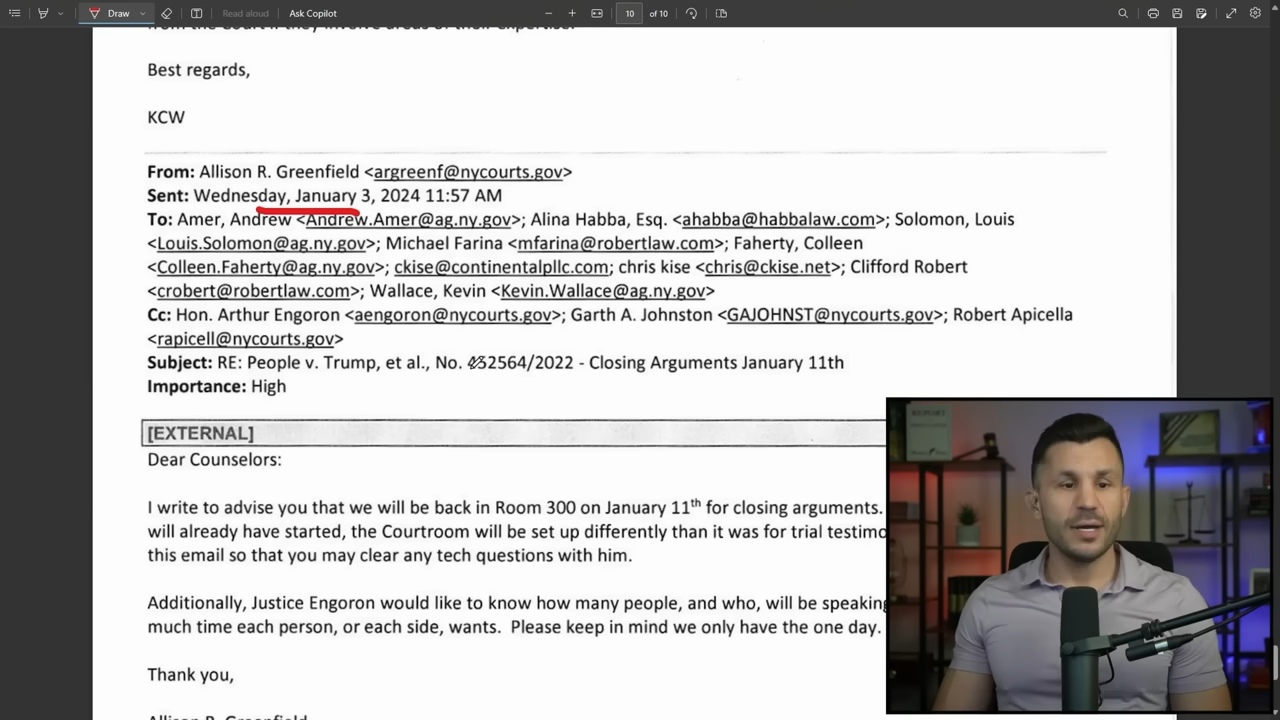 Draw
Read aloud
Ask Copilot
10
of 10
Best regards,
KCW
From: Allison R. Greenfield <argreenf@nycourts.gov>
Sent: Wednesday, January 3, 2024 11:57 AM
To: Amer, Andrew <Andrew.Amer@ag.ny.gov>; Alina Habba, Esq. <ahabba@habbalaw.com>; Solomon, Louis
<Louis.Solomon@ag.ny.gov>; Michael Farina <mfarina@robertlaw.com>; Faherty, Colleen
<Colleen.Faherty@ag.ny.gov>; ckise@continentalpllc.com; chris kise <chris@ckise.net>; Clifford Robert
<crobert@robertlaw.com>; Wallace, Kevin <Kevin.Wallace@ag.ny.gov>
Cc: Hon. Arthur Engoron <aengoron@nycourts.gov>; Garth A. Johnston <GAJOHNST@nycourts.gov>; Robert Apicella
<rapicell@nycourts.gov>
Subject: RE: People v. Trump, et al., No. 452564/2022 - Closing Arguments January 11th
Importance: High
[EXTERNAL]
Dear Counselors:
I write to advise you that we will be back in Room 300 on January 11th for closing arguments.
will already have started, the Courtroom will be set up differently than it was for trial testimo
this email so that you may clear any tech questions with him.
Additionally, Justice Engoron would like to know how many people, and who, will be speaking
much time each person, or each side, wants. Please keep in mind we only have the one day.
Thank you,
Allison R. Greenfield
REPORT